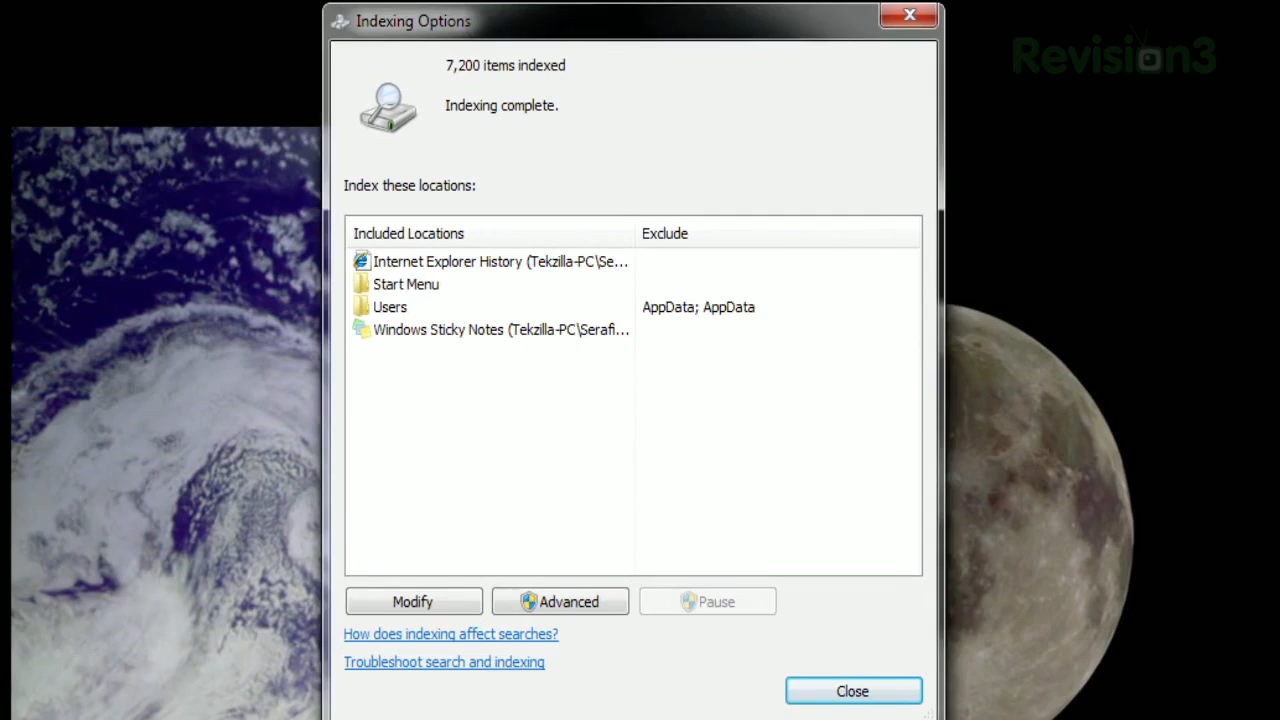 Indexing Options
Revision3
7,200 items indexed
Indexing complete.
Index these locations:
Included Locations Exclude
Internet Explorer History (Tekzilla-PC\Se...
Start Menu
Users AppData; AppData
Windows Sticky Notes (Tekzilla-PC\Serafi...
Modify Advanced Pause
How does indexing affect searches?
Troubleshoot search and indexing
Close